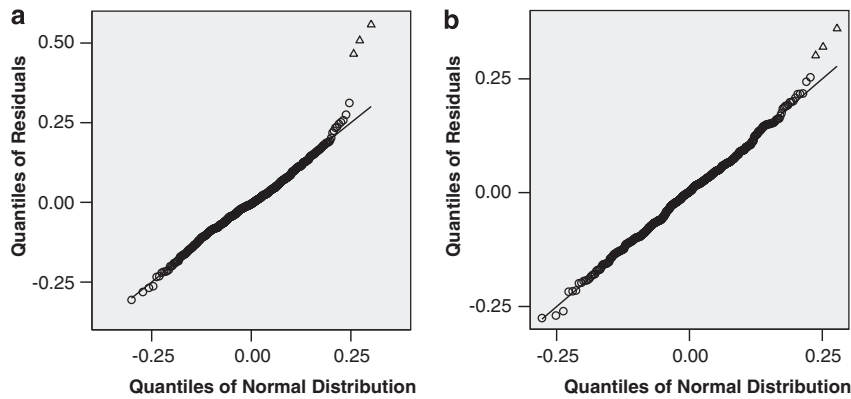 a
Quantiles of Residuals
0.50
0.25
0.00
-0.25
-0.25 0.00 0.25
Quantiles of Normal Distribution
b
Quantiles of Residuals
0.25
0.00
-0.25
-0.25 0.00 0.25
Quantiles of Normal Distribution